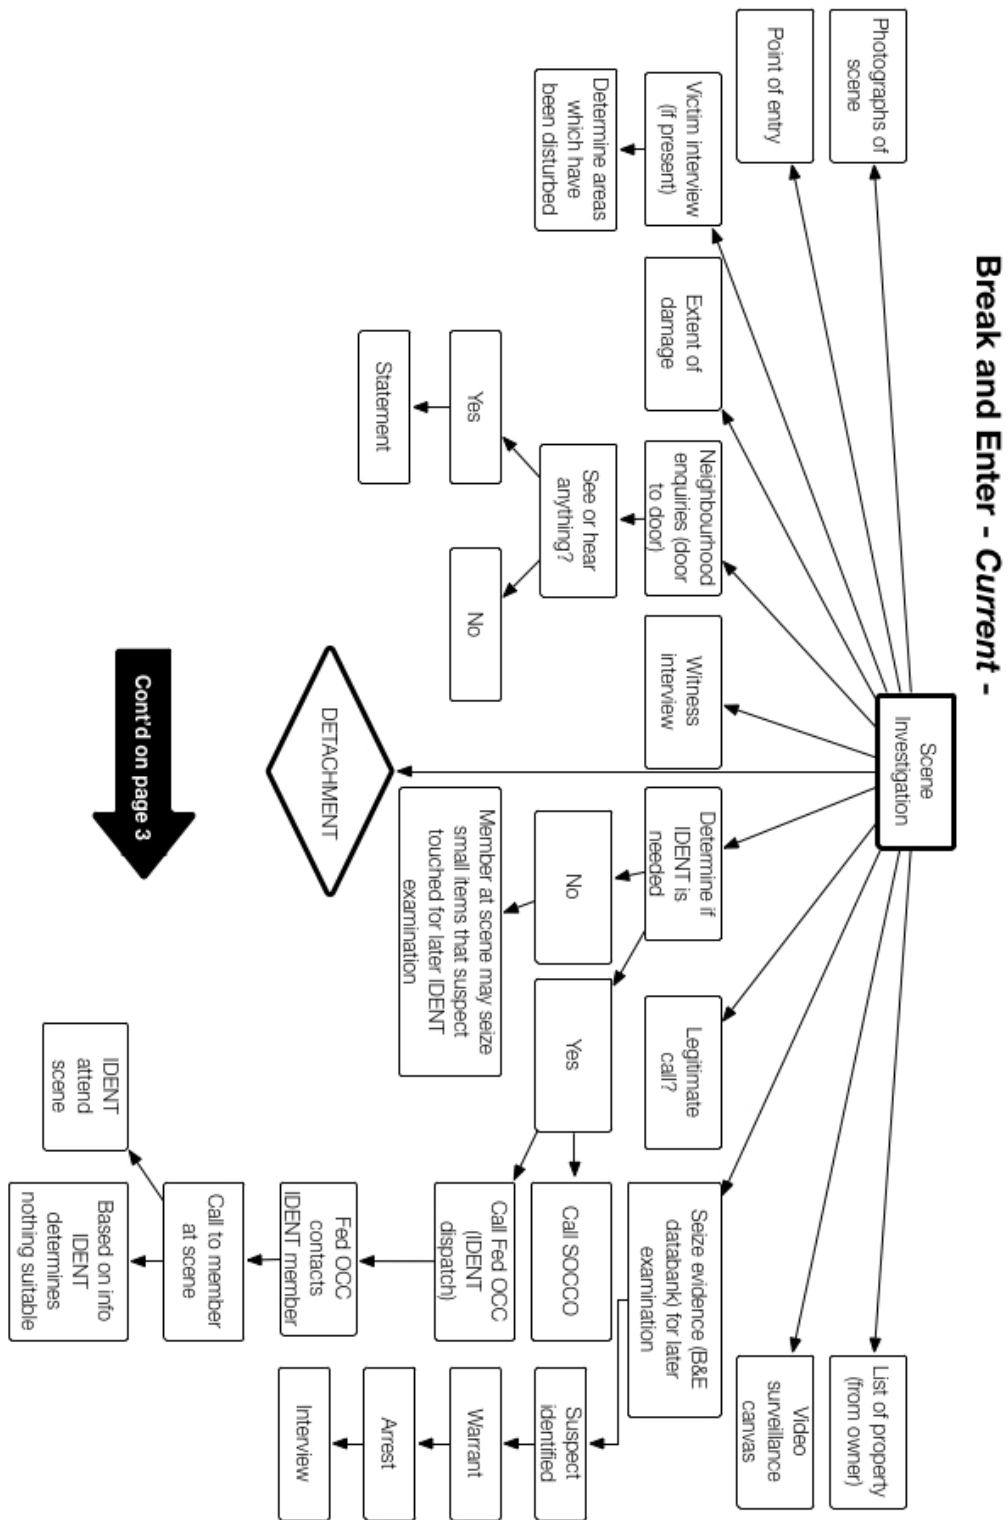 Break and Enter - Current -
Scene
Investigation
Photographs of
scene
List of property
(from owner)
Point of entry
Video
surveillance
canvas
Victim interview
(if present)
Extent of
damage
Neighbourhood
enquiries (door
to door)
Witness
interview
Determine if
IDENT is
needed
Legitimate
call?
Seize evidence (B&E
databank) for later
examination
Determine areas
which have
been disturbed
See or hear
anything?
No
Yes
Call SOCCO
Suspect
identified
Yes
No
Member at scene may seize
small items that suspect
touched for later IDENT
examination
Call Fed OCC
(IDENT
dispatch)
Warrant
Statement
DETACHMENT
Fed OCC
contacts
IDENT member
Arrest
Call to member
at scene
Interview
Cont'd on page 3
IDENT
attend
scene
Based on info
IDENT
determines
nothing suitable